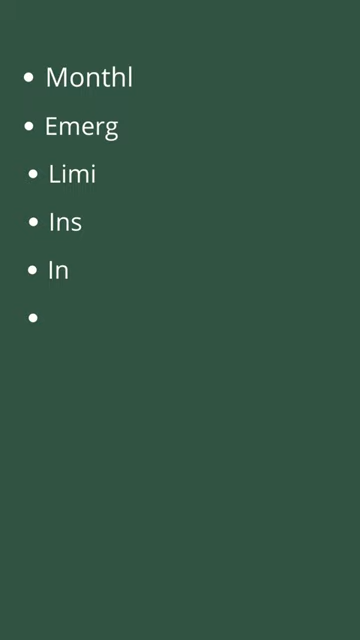 • Monthl
• Emerg
• Limi
• Ins
• In
•